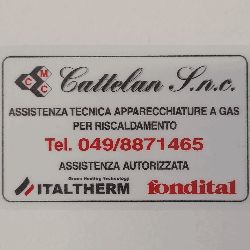 CMC Cattelan S.n.c.
ASSISTENZA TECNICA APPARECCHIATURE A GAS
PER RISCALDAMENTO
Tel. 049/8871465
ASSISTENZA AUTORIZZATA
Green Heating Technology
ITALTHERM fondital